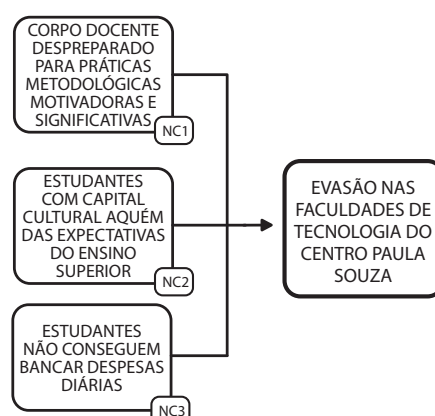 CORPO DOCENTE
DESPREPARADO
PARA PRÁTICAS
METODOLÓGICAS
MOTIVADORAS E
SIGNIFICATIVAS
NC1
ESTUDANTES
COM CAPITAL
CULTURAL AQUÉM
DAS EXPECTATIVAS
DO ENSINO
SUPERIOR
NC2
ESTUDANTES
NÃO CONSEGUEM
BANCAR DESPESAS
DIÁRIAS
NC3
EVASÃO NAS
FACULDADES DE
TECNOLOGIA DO
CENTRO PAULA
SOUZA